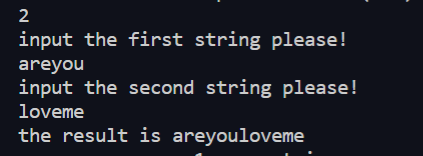 2
input the first string please!
areyou
input the second string please!
loveme
the result is areyouloveme